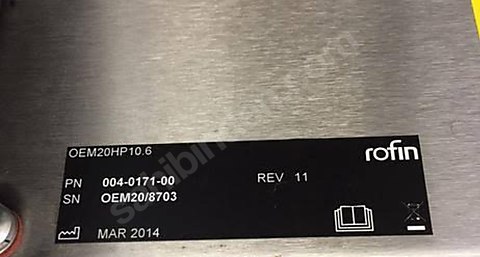 OEM20HP10.6
rofin
PN 004-0171-00 REV 11
SN OEM20/8703
MAR 2014